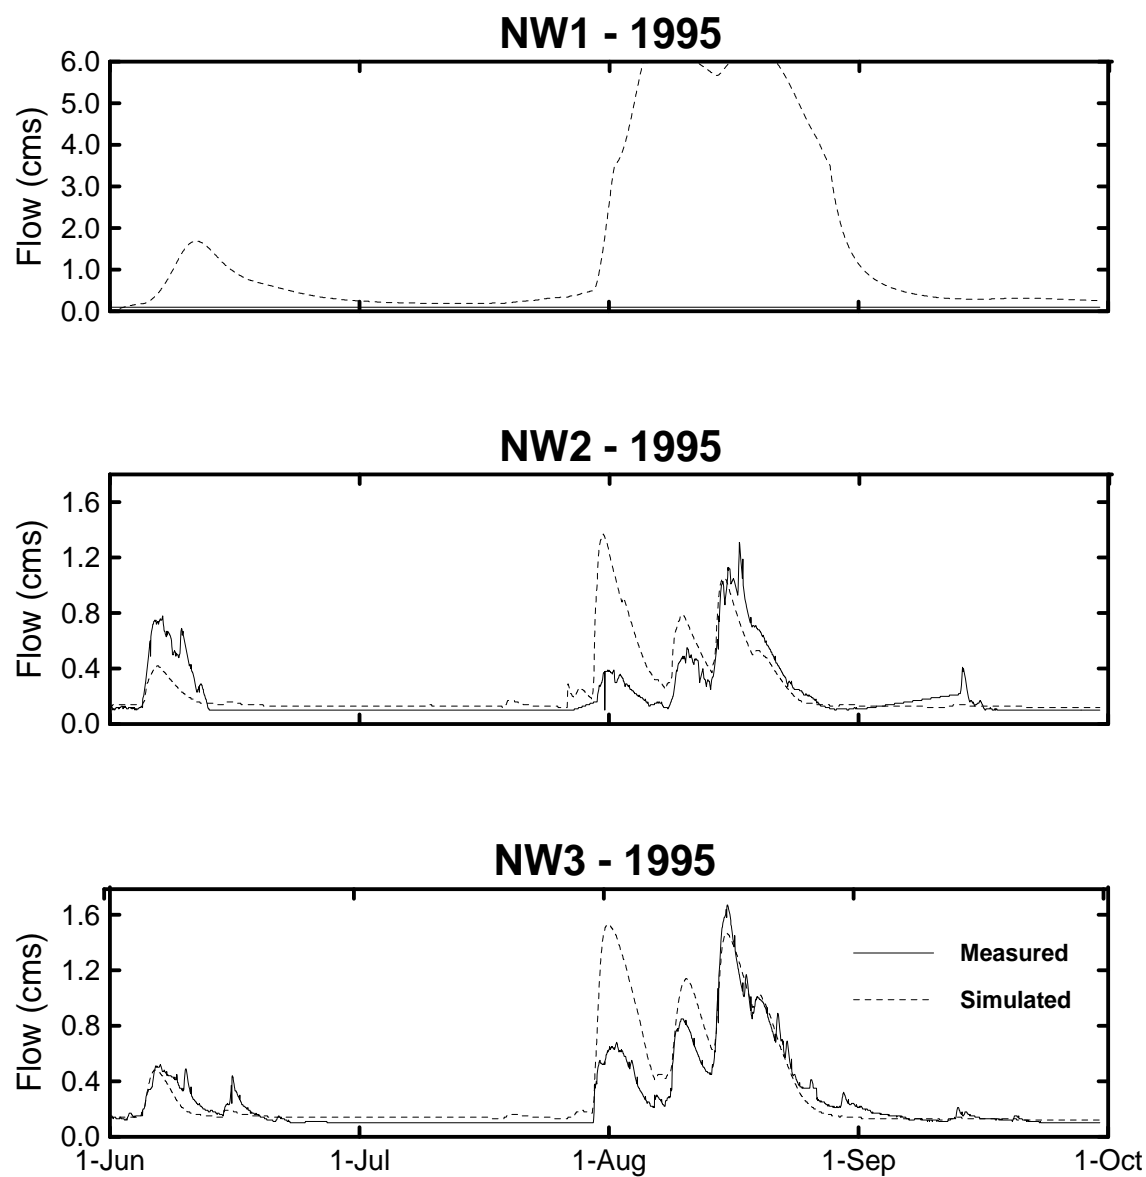 NW1 - 1995
6.0
5.0
4.0
3.0
2.0
1.0
0.0
Flow (cms)
NW2 - 1995
1.6
1.2
0.8
0.4
0.0
Flow (cms)
NW3 - 1995
1.6
1.2
0.8
0.4
0.0
Flow (cms)
Measured
Simulated
1-Jun 1-Jul 1-Aug 1-Sep 1-Oct